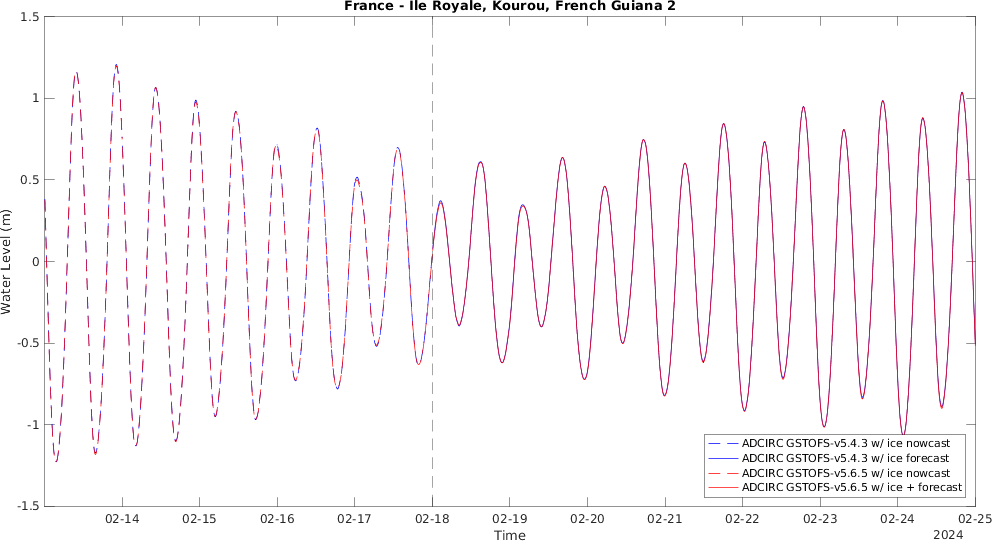 France - Ile Royale, Kourou, French Guiana 2
Water Level (m)
1.5
1
0.5
0
-0.5
-1
-1.5
ADCIRC GSTOFS-v5.4.3 w/ ice nowcast
ADCIRC GSTOFS-v5.4.3 w/ ice forecast
ADCIRC GSTOFS-v5.6.5 w/ ice nowcast
ADCIRC GSTOFS-v5.6.5 w/ ice + forecast
02-14 02-15 02-16 02-17 02-18 02-19 02-20 02-21 02-22 02-23 02-24 02-25
Time
2024